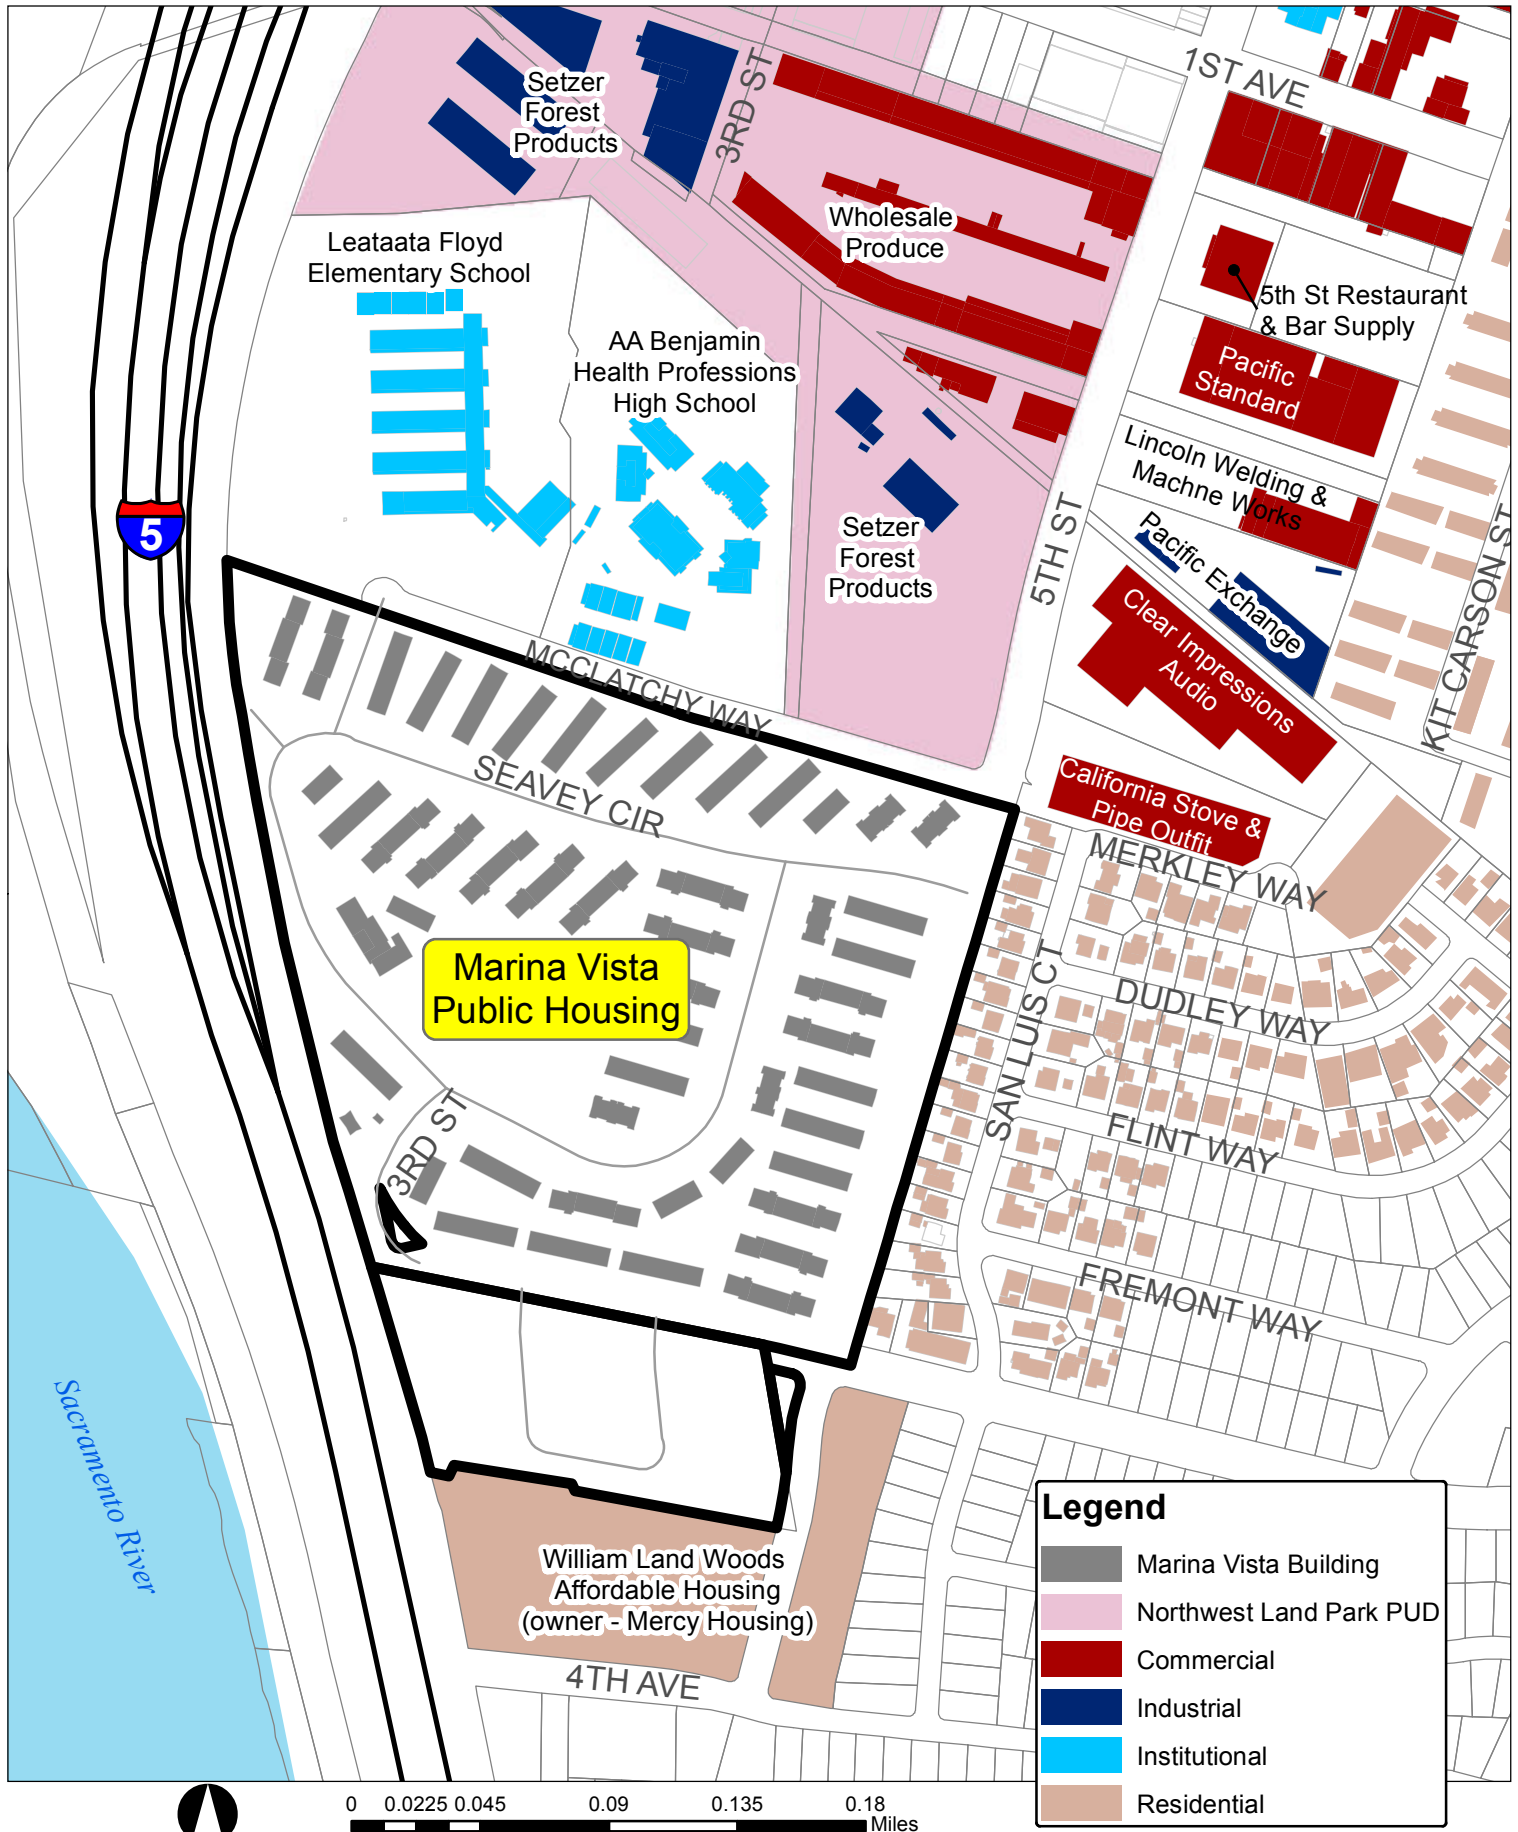 1ST AVE
Setzer
Forest
Products
3RD ST
Wholesale
Produce
Leataata Floyd
Elementary School
5th St Restaurant
& Bar Supply
AA Benjamin
Health Professions
High School
Pacific
Standard
Lincoln Welding &
Machne Works
5
Setzer
Forest
Products
5TH ST
Pacific Exchange
KIT CARSON ST
Clear Impressions
Audio
MCCLATCHY WAY
SEAVEY CIR
California Stove &
Pipe Outfit
MERKLEY WAY
Marina Vista
Public Housing
SAN LUIS CT
DUDLEY WAY
3RD ST
FLINT WAY
FREMONT WAY
Sacramento River
William Land Woods
Affordable Housing
(owner - Mercy Housing)
4TH AVE
Legend
Marina Vista Building
Northwest Land Park PUD
Commercial
Industrial
Institutional
Residential
0 0.0225 0.045 0.09 0.135 0.18
Miles